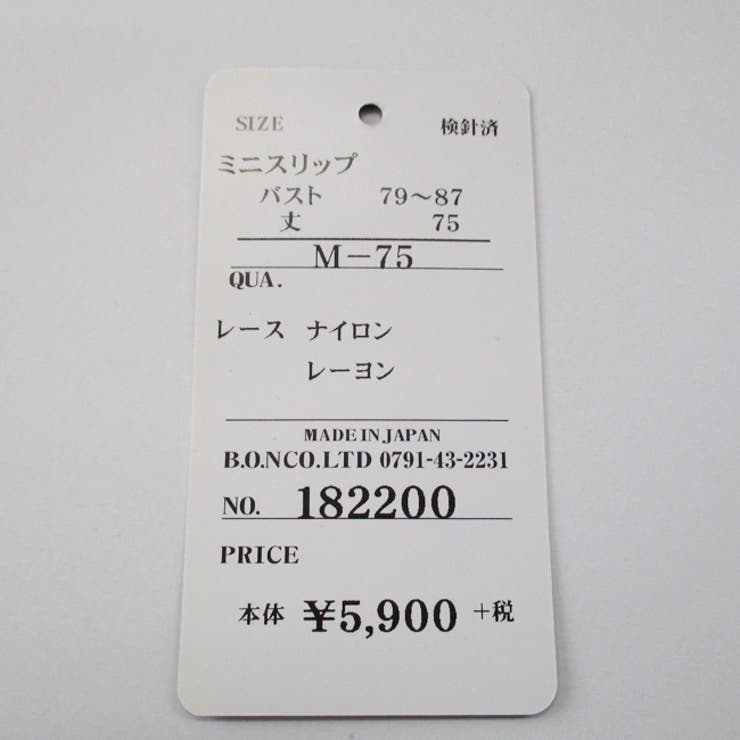 SIZE 検針済
ミニスリップ
バスト 79～87
丈 75
M－75
QUA.
レース ナイロン
レーヨン
MADE IN JAPAN
B.O.NCO.LTD 0791-43-2231
NO. 182200
PRICE
本体 ¥5,900 +税